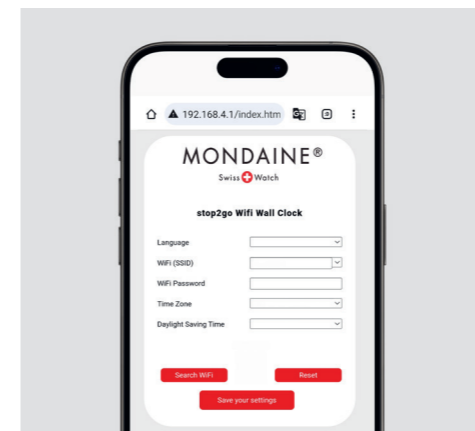 192.168.4.1/index.htm
MONDAINE®
Swiss Watch
stop2go Wifi Wall Clock
Language
WiFi (SSID)
WiFi Password
Time Zone
Daylight Saving Time
Search WiFi
Reset
Save your settings